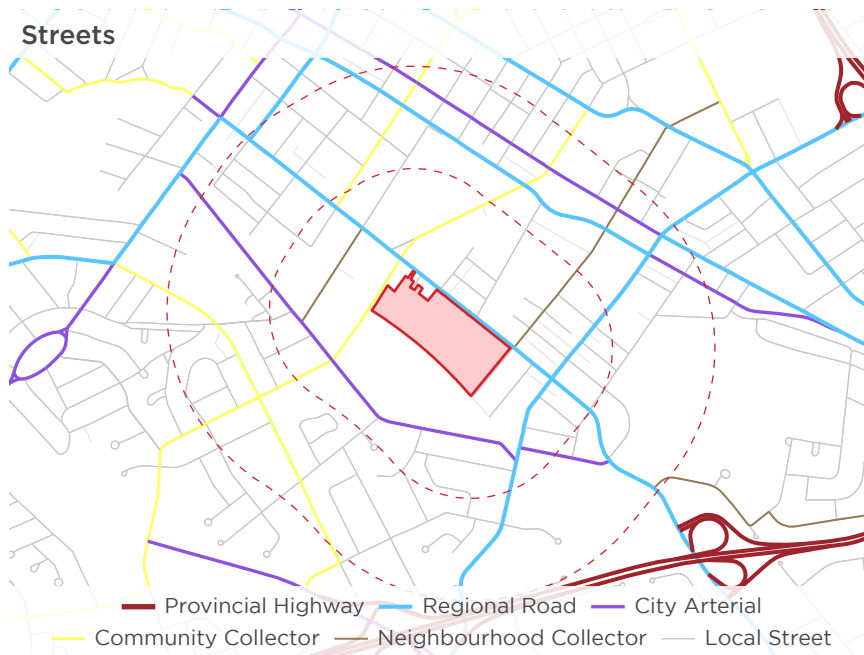 Streets
Provincial Highway Regional Road City Arterial
Community Collector Neighbourhood Collector Local Street